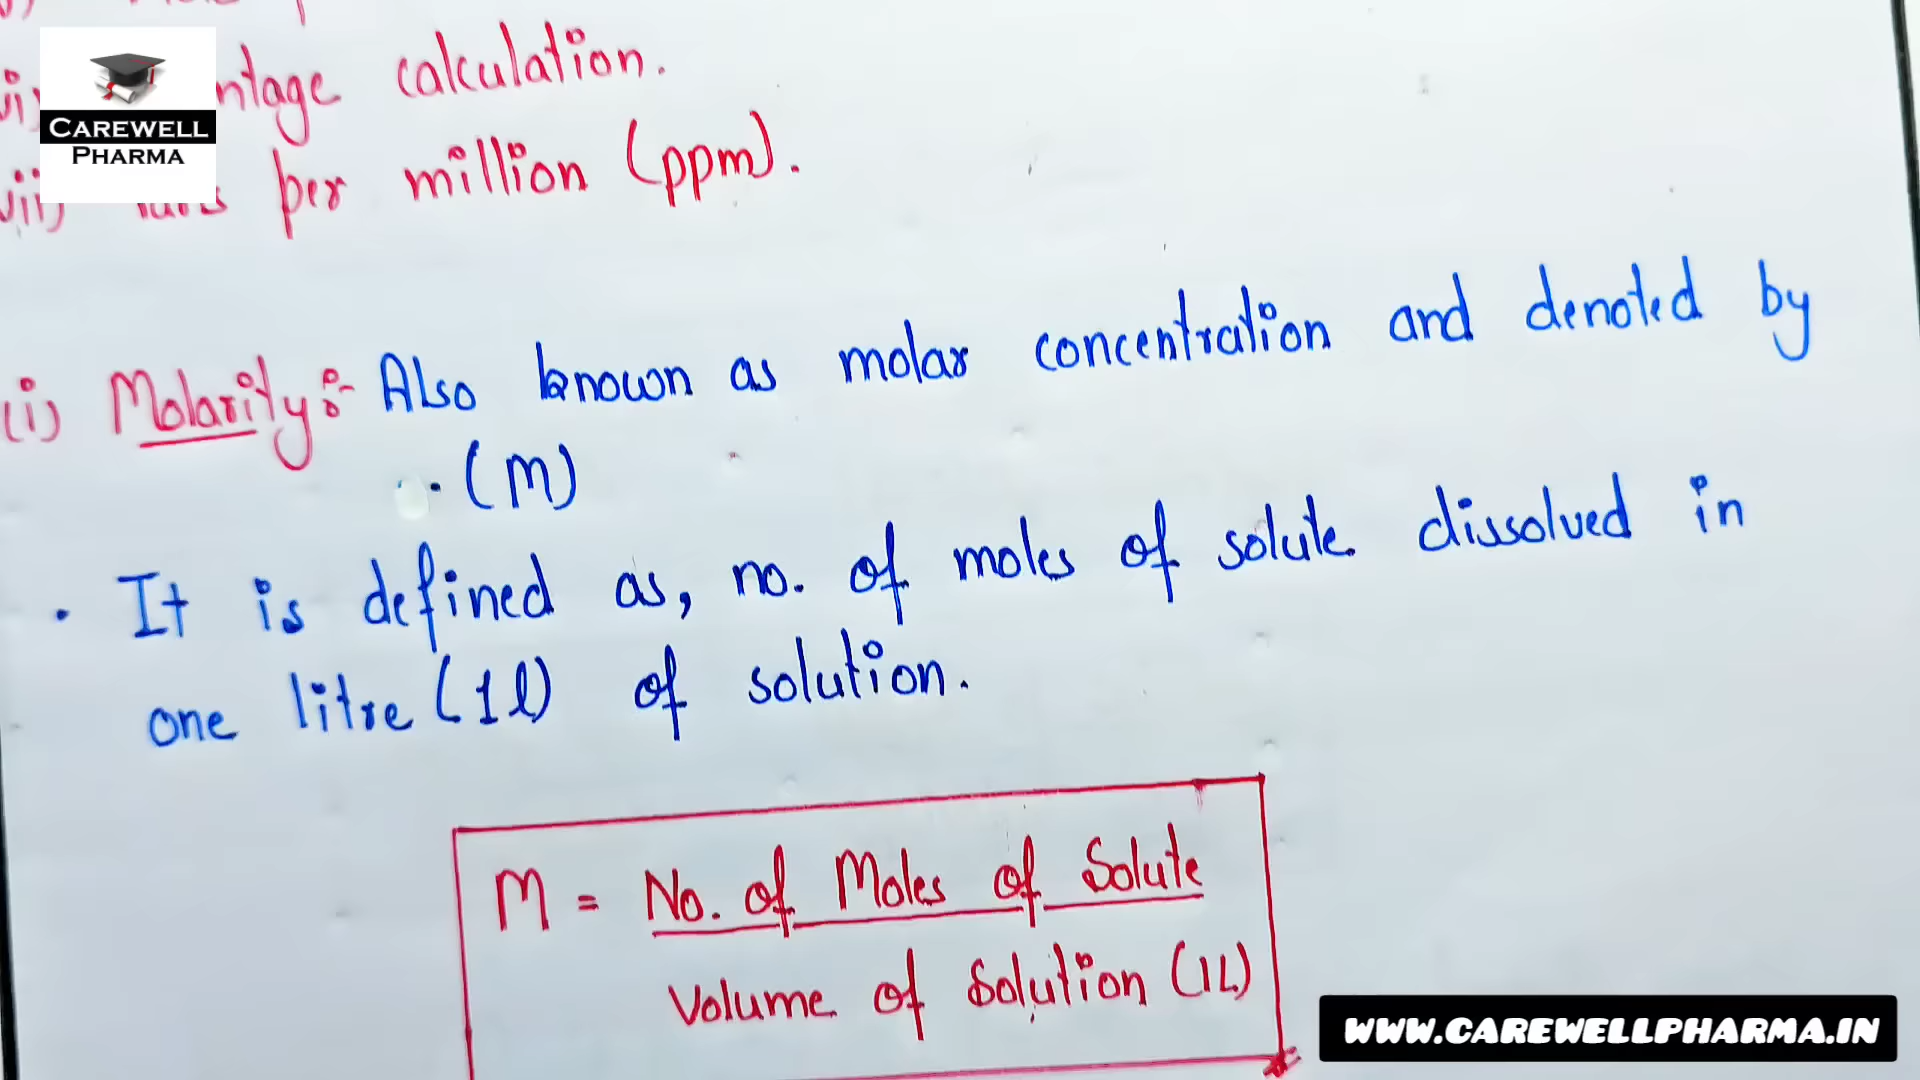 ntage calculation.
per million (ppm).
CAREWELL
PHARMA
(i) Molarity:- Also known as molar concentration and denoted by
(M)
• It is defined as, no. of moles of solute dissolved in
one litre (1l) of solution.
M = No. of Moles of Solute
Volume of Solution (1L)
WWW.CAREWELLPHARMA.IN